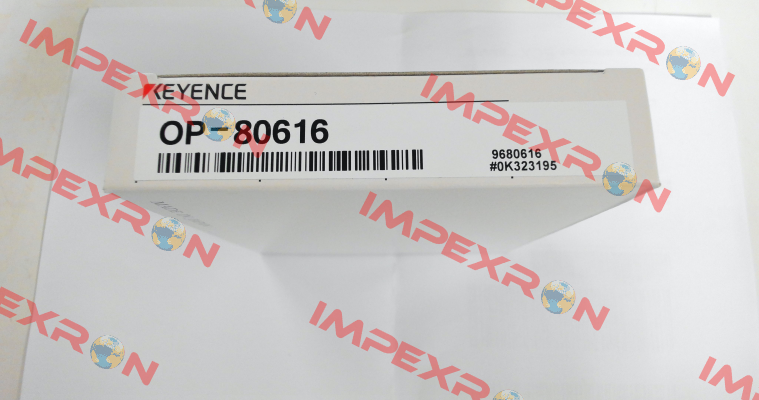 IMPEXRON
IMPEXRON
KEYENCE
OP-80616
9680616
#0K323195
IMPEXRON
IMPEXRON
IMPEXRON
IMPEXRON